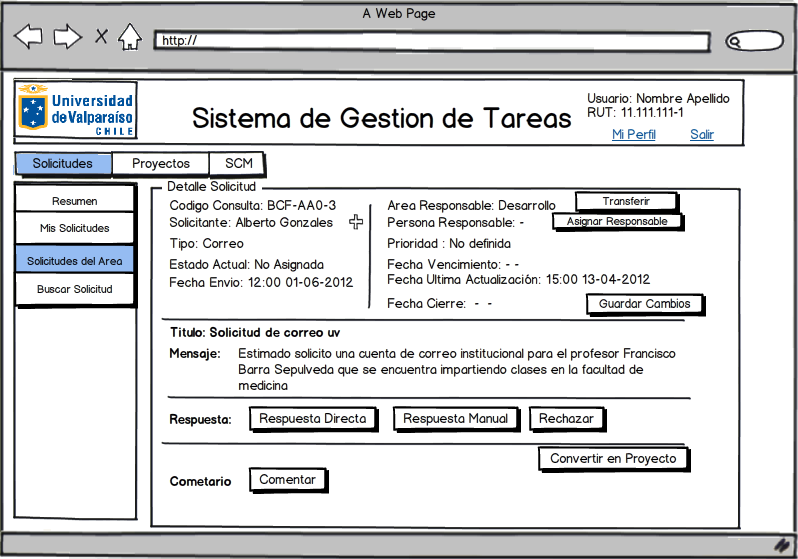 A Web Page
http://
Universidad
de Valparaíso
CHILE
Sistema de Gestion de Tareas
Usuario: Nombre Apellido
RUT: 11.111.111-1
Mi Perfil
Salir
Solicitudes
Proyectos
SCM
Resumen
Mis Solicitudes
Solicitudes del Area
Buscar Solicitud
Detalle Solicitud
Codigo Consulta: BCF-AA0-3
Solicitante: Alberto Gonzales
Tipo: Correo
Estado Actual: No Asignada
Fecha Envio: 12:00 01-06-2012
Area Responsable: Desarrollo
Transferir
Persona Responsable: -
Asignar Responsable
Prioridad : No definida
Fecha Vencimiento: - -
Fecha Ultima Actualización: 15:00 13-04-2012
Fecha Cierre: - -
Guardar Cambios
Titulo: Solicitud de correo uv
Mensaje: Estimado solicito una cuenta de correo institucional para el profesor Francisco
Barra Sepulveda que se encuentra impartiendo clases en la facultad de
medicina
Respuesta:
Respuesta Directa
Respuesta Manual
Rechazar
Convertir en Proyecto
Cometario
Comentar